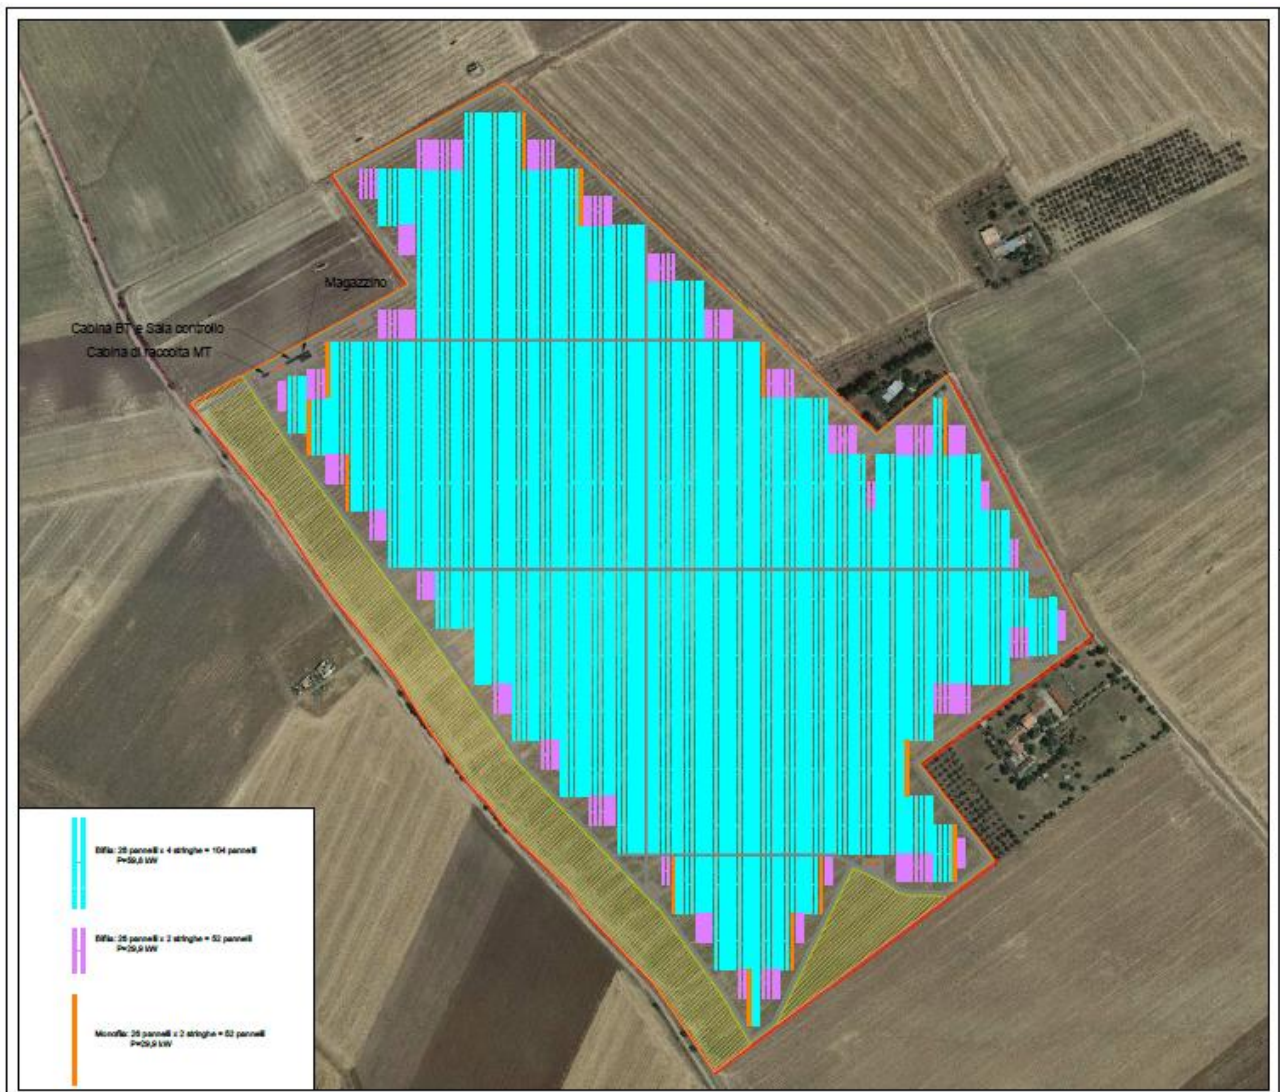 Magazzino
Cabina BT e Sala controllo
Cabina di raccolta MT
Bifila: 26 pannelli x 4 stringhe = 104 pannelli
P=59,8 kW
Bifila: 26 pannelli x 2 stringhe = 52 pannelli
P=29,9 kW
Monofila: 26 pannelli x 2 stringhe = 52 pannelli
P=29,9 kW